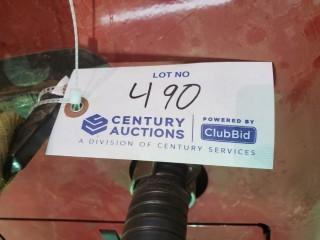 LOT NO
490
CENTURY
AUCTIONS
POWERED BY
ClubBid
A DIVISION OF CENTURY SERVICES